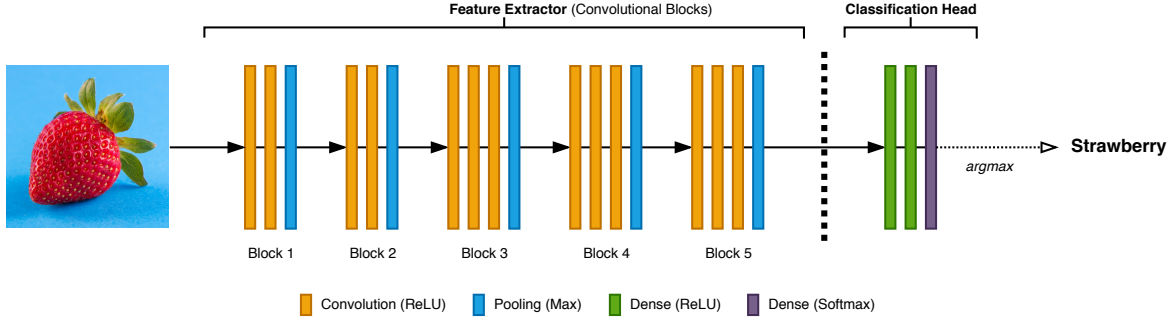 Feature Extractor (Convolutional Blocks)
Classification Head
Strawberry
argmax
Block 1
Block 2
Block 3
Block 4
Block 5
Convolution (ReLU)
Pooling (Max)
Dense (ReLU)
Dense (Softmax)